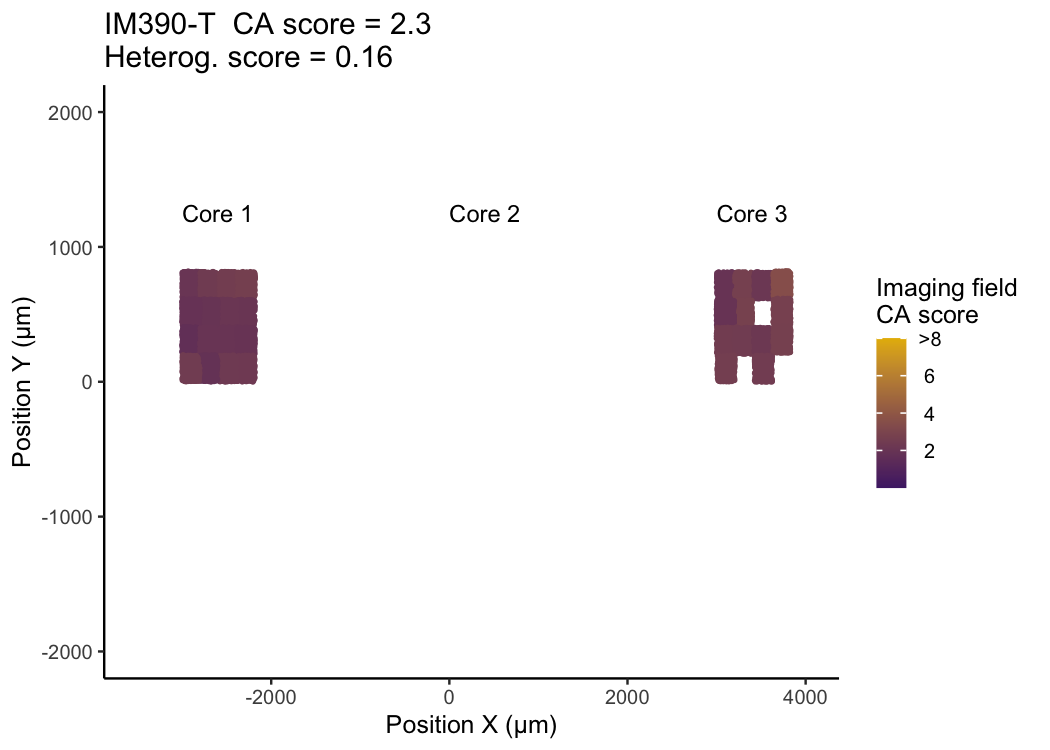 IM390-T  CA score = 2.3
Heterog. score = 0.16
2000
1000
0
-1000
-2000
Position Y (µm)
Core 1
Core 2
Core 3
-2000
0
2000
4000
Position X (µm)
Imaging field
CA score
>8
6
4
2